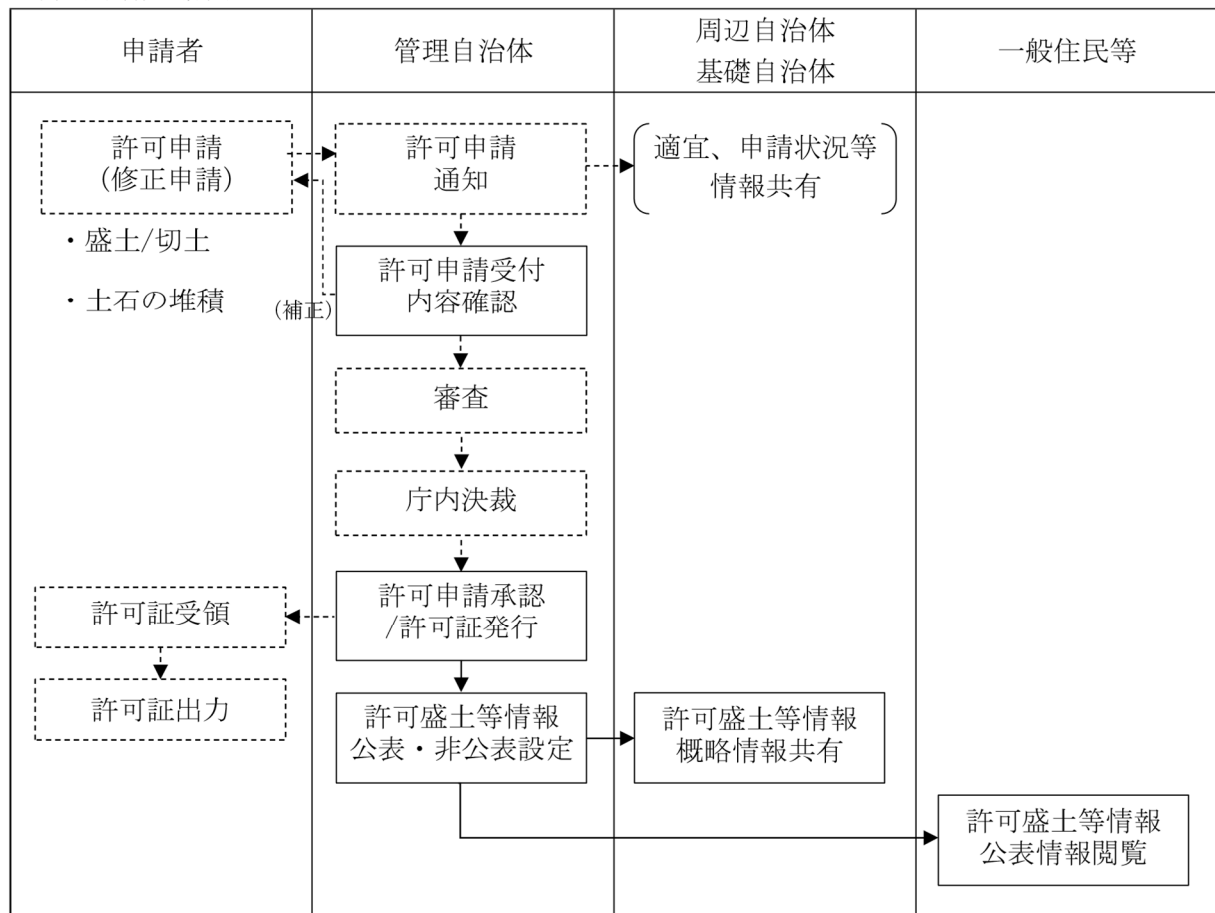 申請者
管理自治体
周辺自治体
基礎自治体
一般住民等
許可申請
(修正申請)
許可申請
通知
適宜、申請状況等
情報共有
・盛土/切土
・土石の堆積
(補正)
許可申請受付
内容確認
審査
庁内決裁
許可申請承認
/許可証発行
許可証受領
許可証出力
許可盛土等情報
公表・非公表設定
許可盛土等情報
概略情報共有
許可盛土等情報
公表情報閲覧